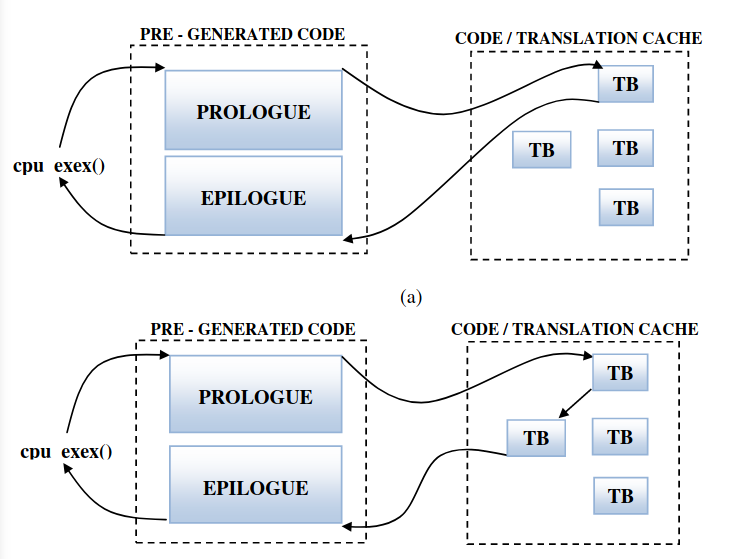 PRE - GENERATED CODE
CODE / TRANSLATION CACHE
PROLOGUE
TB
TB
TB
cpu exex()
EPILOGUE
TB
(a)
PRE - GENERATED CODE
CODE / TRANSLATION CACHE
PROLOGUE
TB
TB
TB
cpu exex()
EPILOGUE
TB